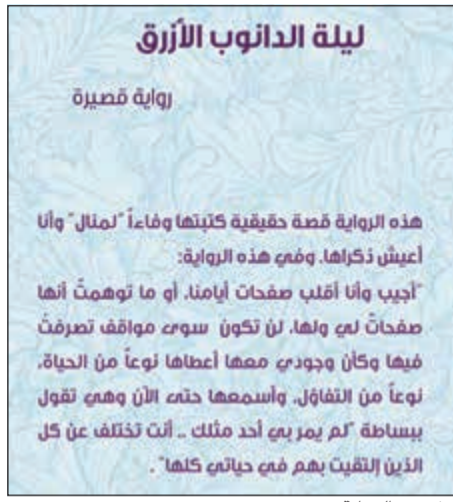 ليلة الدانوب الأزرق
رواية قصيرة
هذه الرواية قصة حقيقية كتبتها وفاءاً "لمنال" وأنا
أعيش ذكراها. وفي هذه الرواية:
"أجيب وأنا أقلب صفحات أيامنا، أو ما توهمتُ أنها
صفحاتٌ لي ولها، لن تكون سوى مواقف تصرفتُ
فيها وكأن وجودي معها أعطاها نوعاً من الحياة،
نوعاً من التفاؤل، وأسمعها حتى الآن وهي تقول
ببساطة "لم يمر بي أحد مثلك .. أنت تختلف عن كل
الذين إلتقيت بهم في حياتي كلها" .